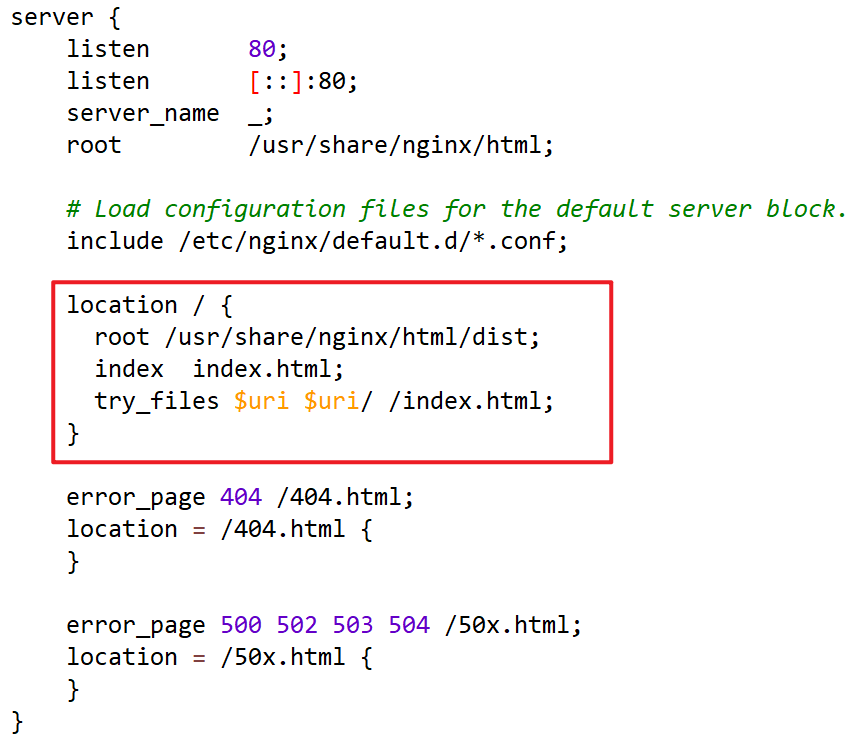 server {
    listen       80;
    listen       [::]:80;
    server_name  _;
    root         /usr/share/nginx/html;

    # Load configuration files for the default server block.
    include /etc/nginx/default.d/*.conf;

    location / {
      root /usr/share/nginx/html/dist;
      index  index.html;
      try_files $uri $uri/ /index.html;
    }

    error_page 404 /404.html;
    location = /404.html {
    }

    error_page 500 502 503 504 /50x.html;
    location = /50x.html {
    }
}